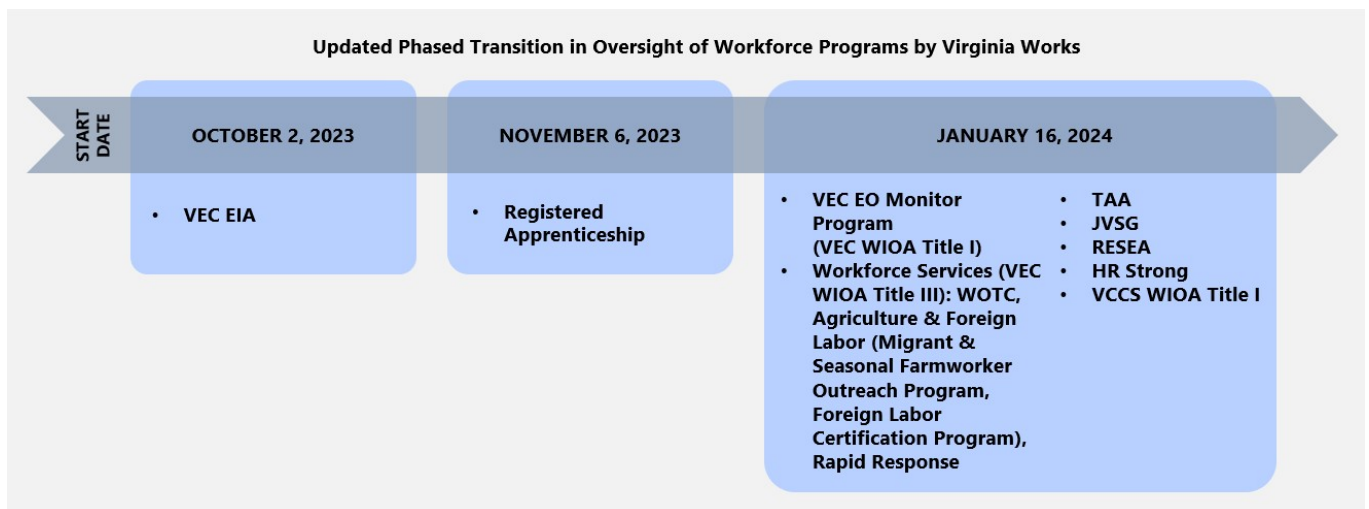 Updated Phased Transition in Oversight of Workforce Programs by Virginia Works
START
DATE
OCTOBER 2, 2023
• VEC EIA
NOVEMBER 6, 2023
• Registered
Apprenticeship
JANUARY 16, 2024
• VEC EO Monitor
Program
(VEC WIOA Title I)
• Workforce Services (VEC
WIOA Title III): WOTC,
Agriculture & Foreign
Labor (Migrant &
Seasonal Farmworker
Outreach Program,
Foreign Labor
Certification Program),
Rapid Response
• TAA
• JVSG
• RESEA
• HR Strong
• VCCS WIOA Title I